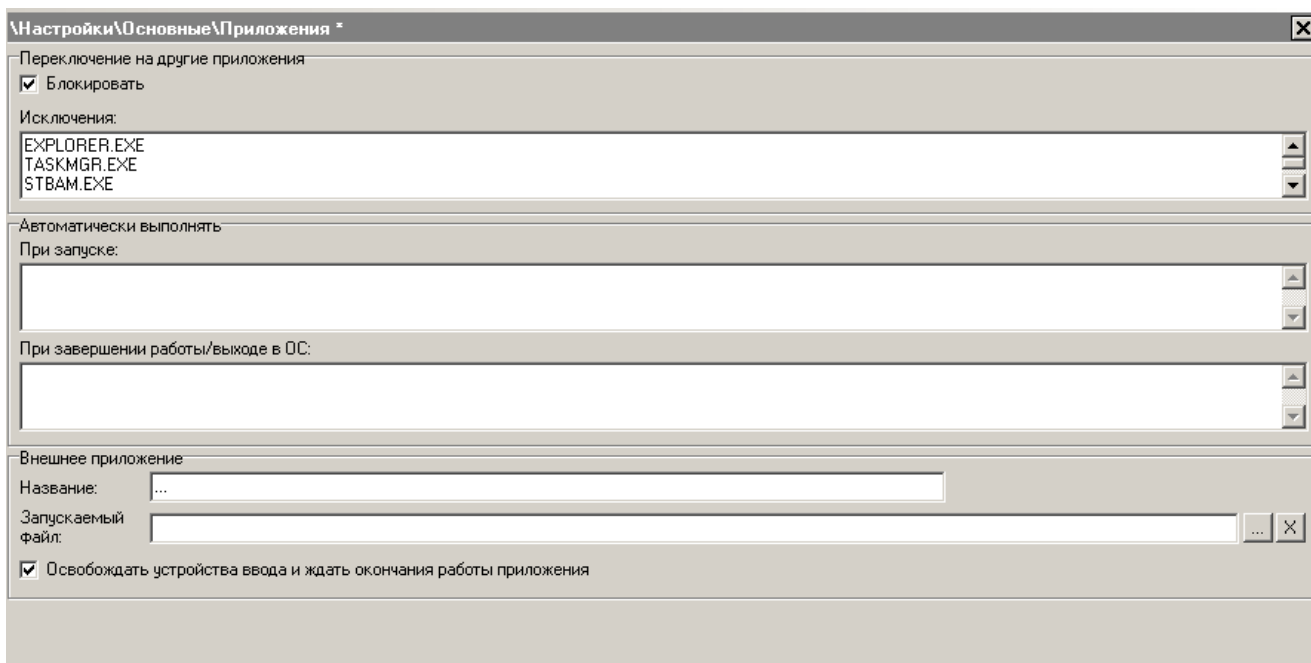 \Настройки\Основные\Приложения *
Переключение на другие приложения
Блокировать
Исключения:
EXPLORER.EXE
TASKMGR.EXE
STBAM.EXE
Автоматически выполнять
При запуске:
При завершении работы/выходе в ОС:
Внешнее приложение
Название: ...
Запускаемый
файл:
... X
Освобождать устройства ввода и ждать окончания работы приложения